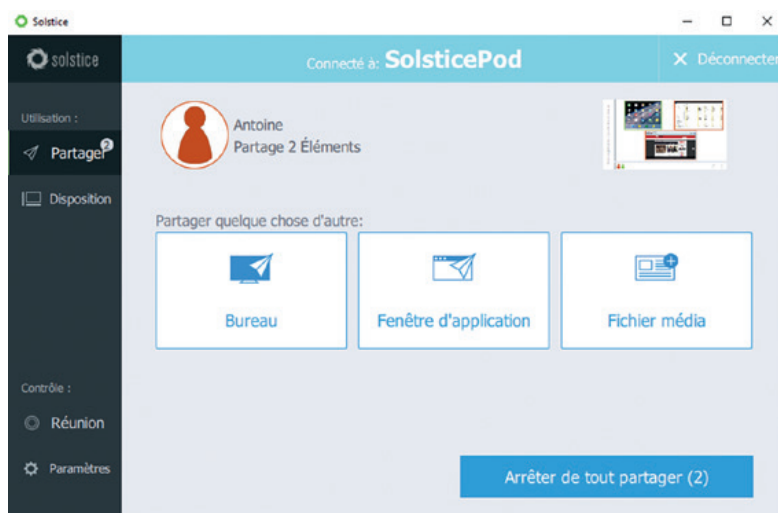 Solstice
solstice
Connecté à: SolsticePod
Déconnecter
Utilisation :
Partager
2
Disposition
Antoine
Partage 2 Éléments
Partager quelque chose d'autre:
Bureau
Fenêtre d'application
Fichier média
Contrôle :
Réunion
Paramètres
Arrêter de tout partager (2)